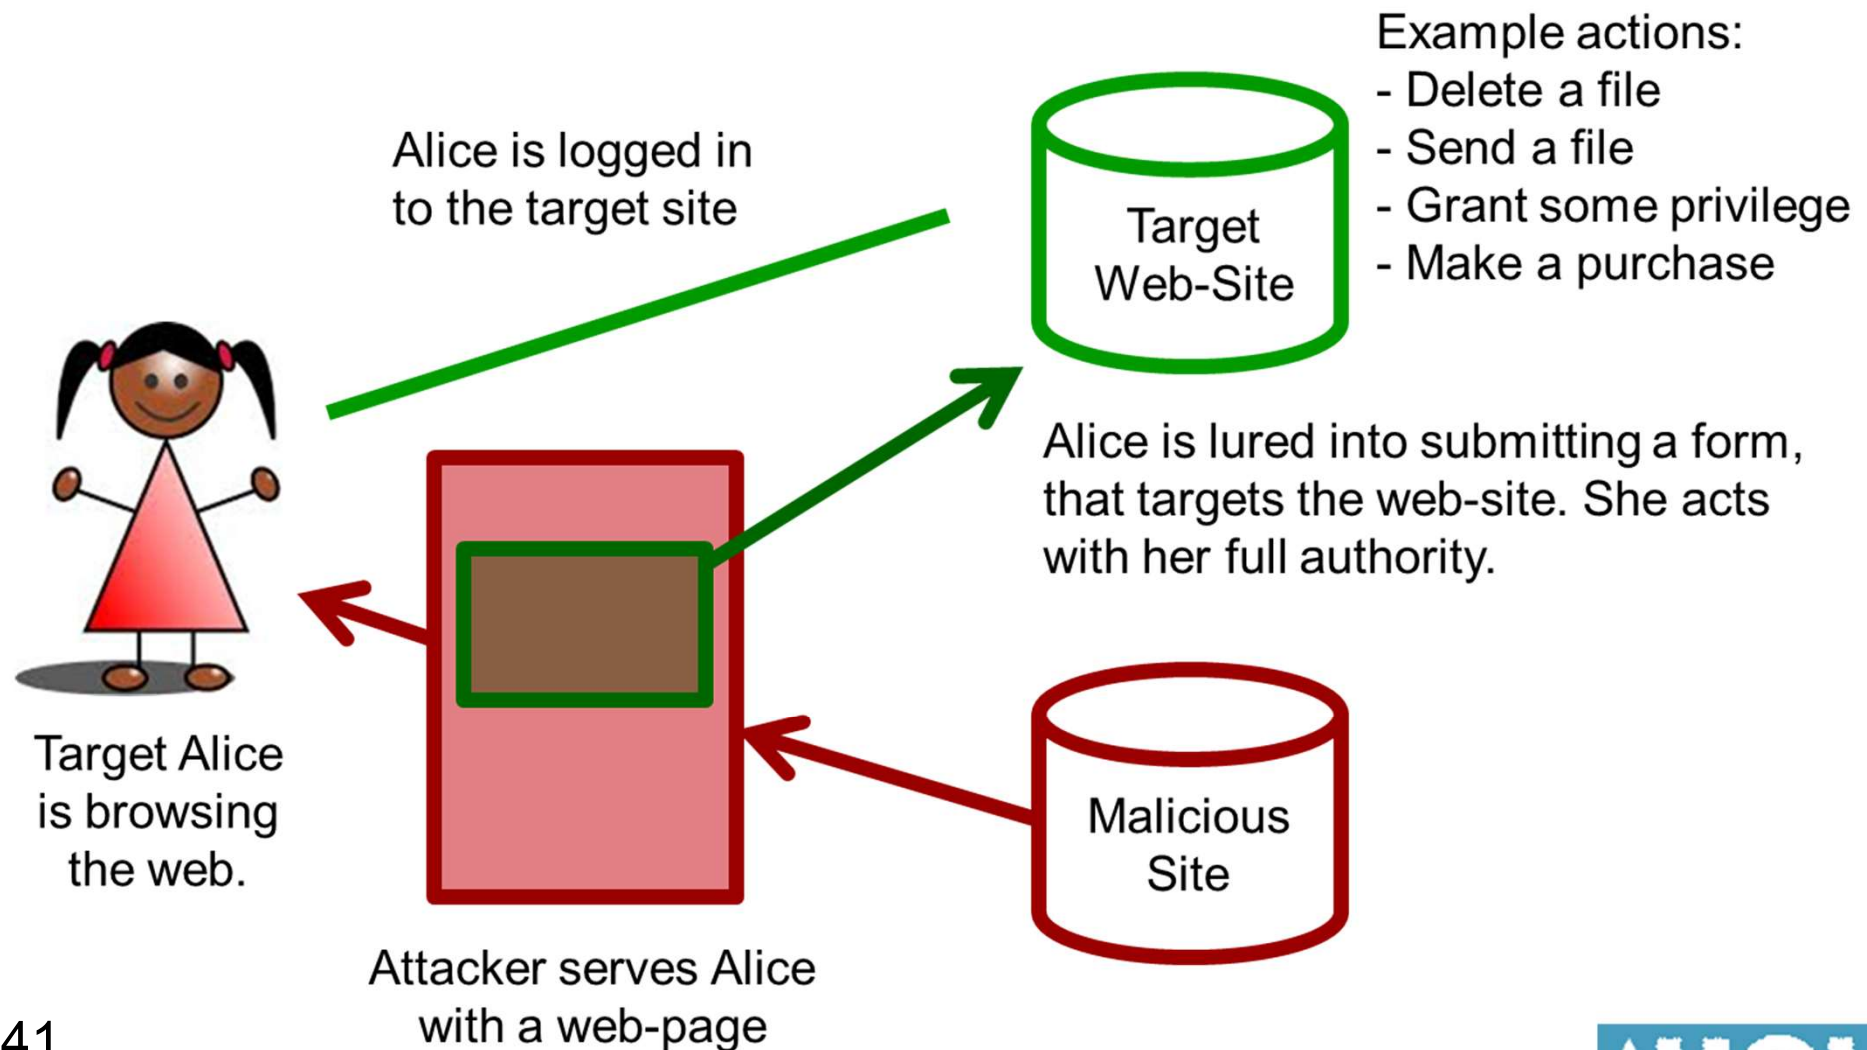 Example actions:
- Delete a file
- Send a file
- Grant some privilege
- Make a purchase
Alice is logged in
to the target site
Target
Web-Site
Alice is lured into submitting a form,
that targets the web-site. She acts
with her full authority.
Target Alice
is browsing
the web.
Malicious
Site
Attacker serves Alice
with a web-page
41